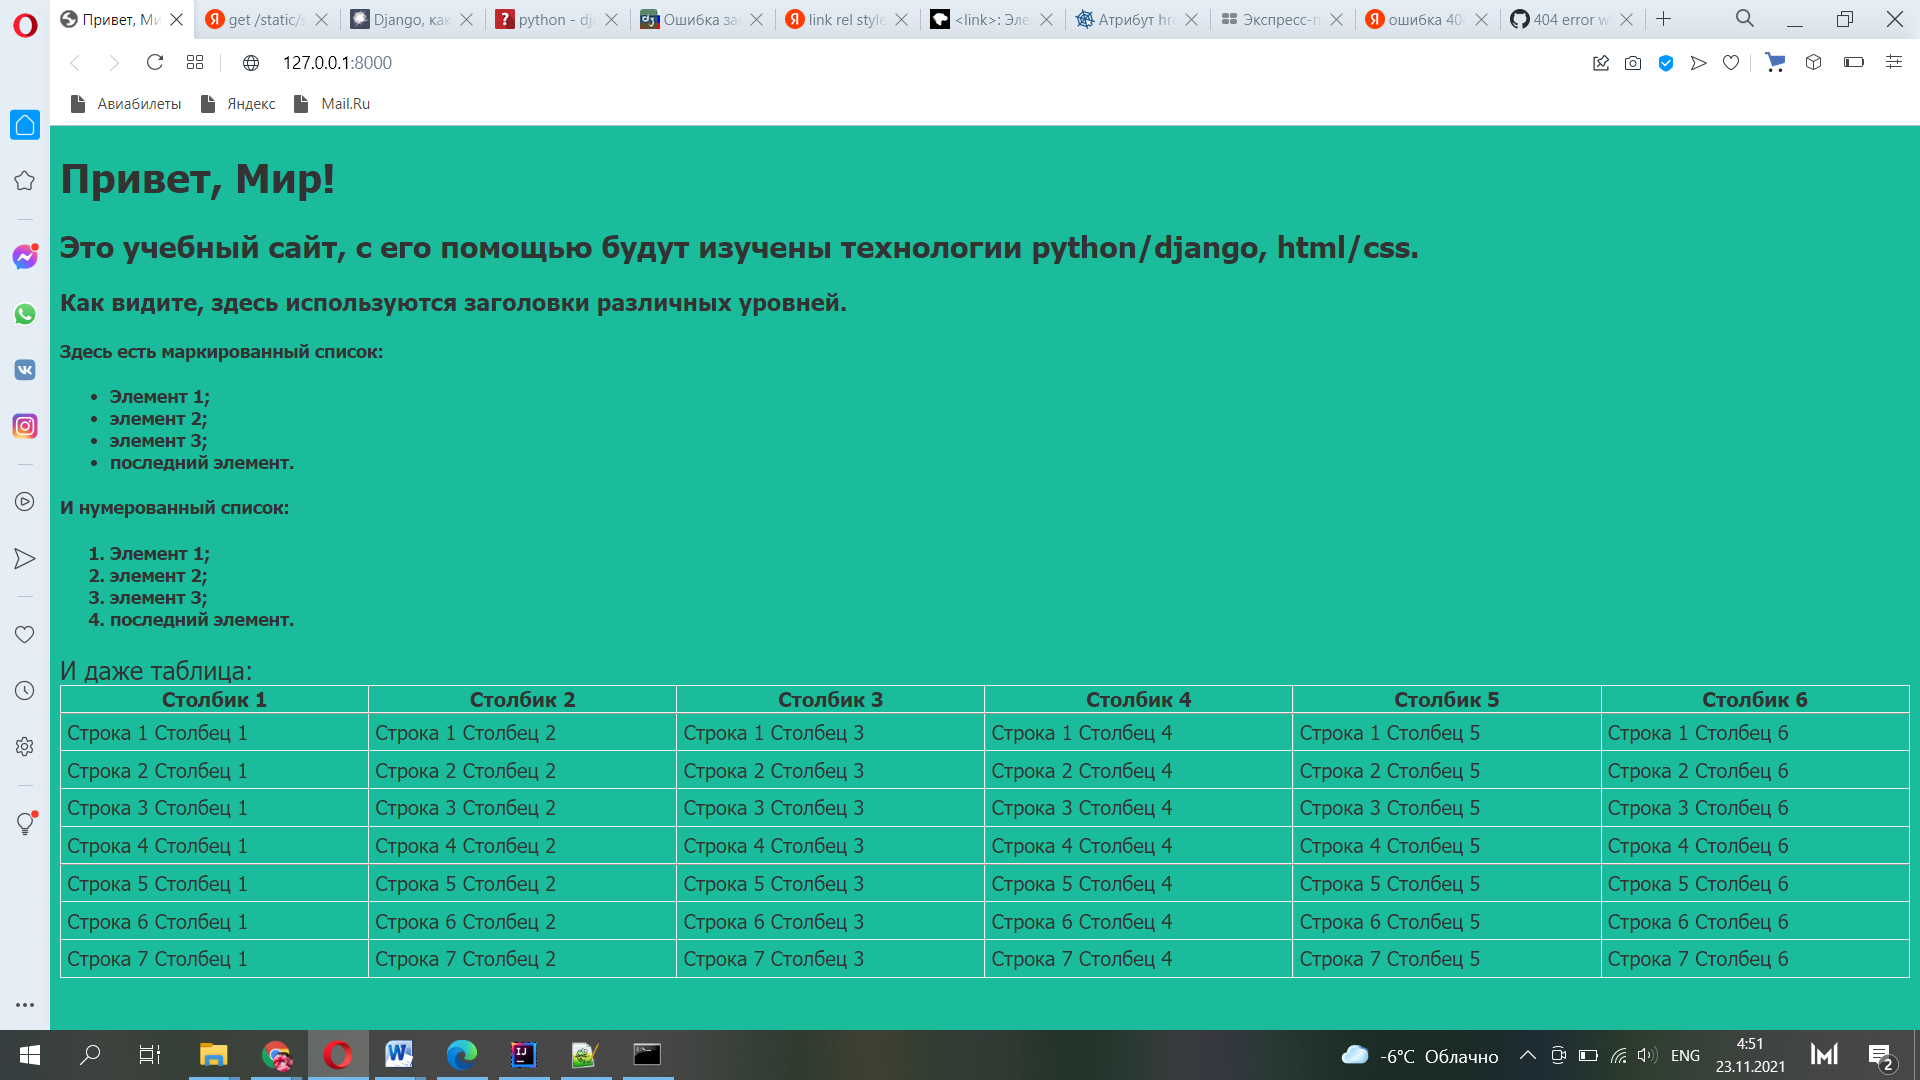 Привет, Ми
get /static/s
Django, как
python - dja
Ошибка за
link rel style
<link>: Эле
Атрибут hre
Экспресс-п
ошибка 404
404 error w
127.0.0.1:8000
Авиабилеты Яндекс Mail.Ru
Привет, Мир!
Это учебный сайт, с его помощью будут изучены технологии python/django, html/css.
Как видите, здесь используются заголовки различных уровней.
Здесь есть маркированный список:
• Элемент 1;
• элемент 2;
• элемент 3;
• последний элемент.
И нумерованный список:
1. Элемент 1;
2. элемент 2;
3. элемент 3;
4. последний элемент.
И даже таблица:
Столбик 1 Столбик 2 Столбик 3 Столбик 4 Столбик 5 Столбик 6
Строка 1 Столбец 1 Строка 1 Столбец 2 Строка 1 Столбец 3 Строка 1 Столбец 4 Строка 1 Столбец 5 Строка 1 Столбец 6
Строка 2 Столбец 1 Строка 2 Столбец 2 Строка 2 Столбец 3 Строка 2 Столбец 4 Строка 2 Столбец 5 Строка 2 Столбец 6
Строка 3 Столбец 1 Строка 3 Столбец 2 Строка 3 Столбец 3 Строка 3 Столбец 4 Строка 3 Столбец 5 Строка 3 Столбец 6
Строка 4 Столбец 1 Строка 4 Столбец 2 Строка 4 Столбец 3 Строка 4 Столбец 4 Строка 4 Столбец 5 Строка 4 Столбец 6
Строка 5 Столбец 1 Строка 5 Столбец 2 Строка 5 Столбец 3 Строка 5 Столбец 4 Строка 5 Столбец 5 Строка 5 Столбец 6
Строка 6 Столбец 1 Строка 6 Столбец 2 Строка 6 Столбец 3 Строка 6 Столбец 4 Строка 6 Столбец 5 Строка 6 Столбец 6
Строка 7 Столбец 1 Строка 7 Столбец 2 Строка 7 Столбец 3 Строка 7 Столбец 4 Строка 7 Столбец 5 Строка 7 Столбец 6
-6°C Облачно
ENG
4:51
23.11.2021
2